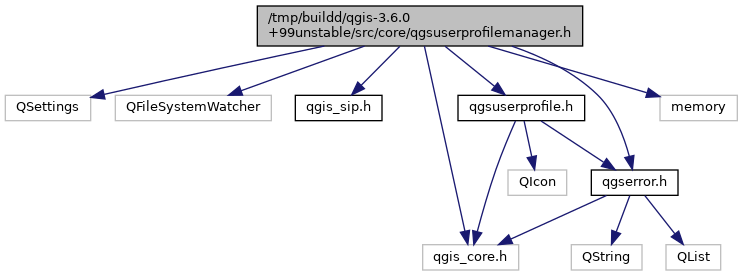 /tmp/buildd/qgis-3.6.0
+99unstable/src/core/qgsuserprofilemanager.h
QSettings
QFileSystemWatcher
qgis_sip.h
qgsuserprofile.h
memory
QIcon
qgserror.h
qgis_core.h
QString
QList